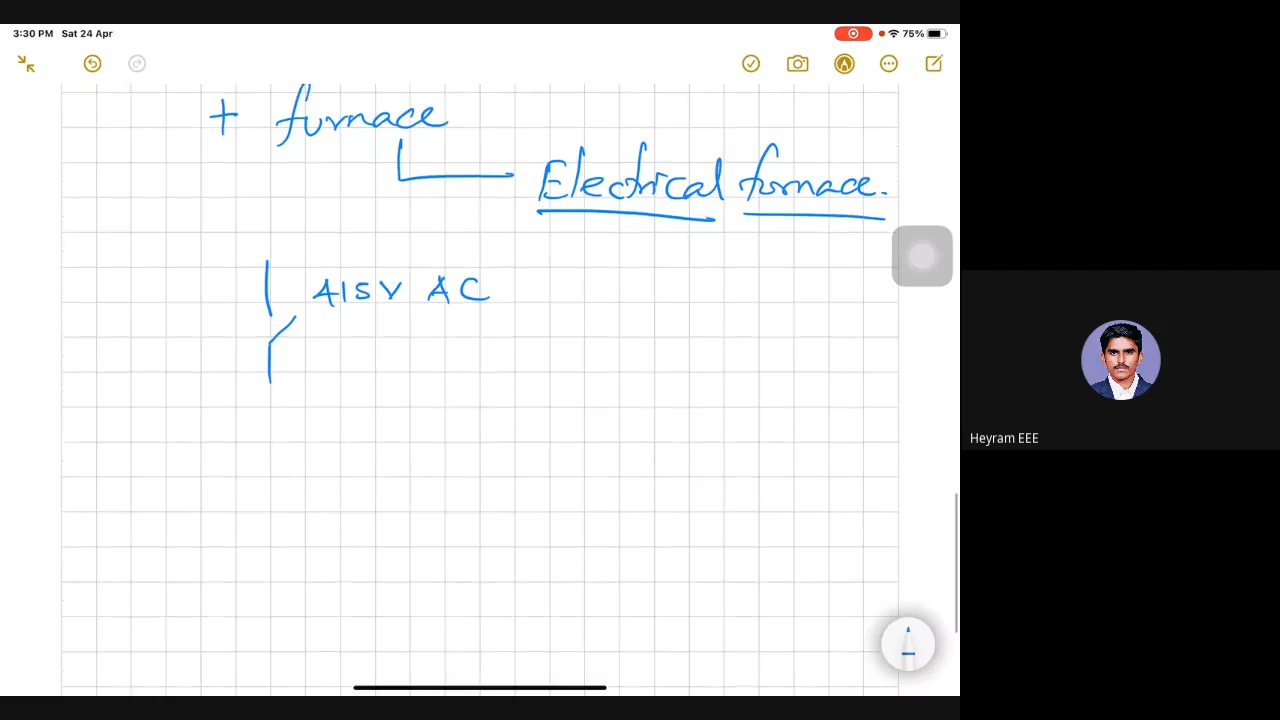 3:30 PM Sat 24 Apr
75%
+ furnace
Electrical furnace.
415V AC
Heyram EEE